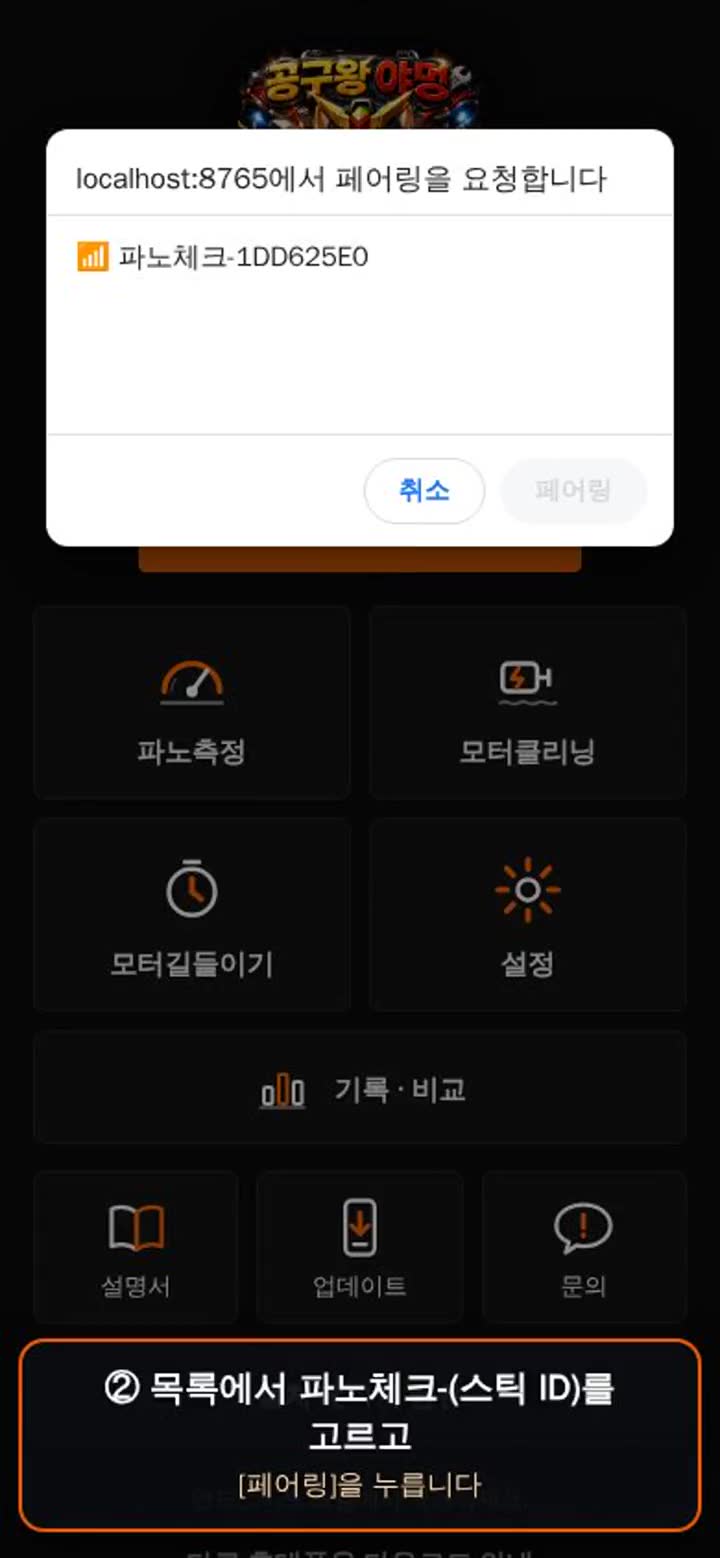 공구왕 야멍
localhost:8765에서 페어링을 요청합니다
파노체크-1DD625E0
취소
페어링
파노측정
모터클리닝
모터길들이기
설정
기록 · 비교
설명서
업데이트
문의
② 목록에서 파노체크-(스틱 ID)를
고르고
[페어링]을 누릅니다